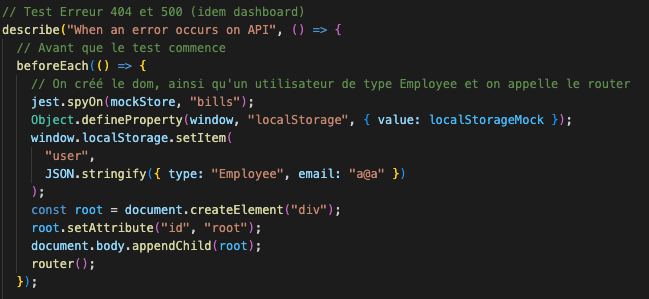 // Test Erreur 404 et 500 (idem dashboard)
describe("When an error occurs on API", () => {
  // Avant que le test commence
  beforeEach(() => {
    // On créé le dom, ainsi qu'un utilisateur de type Employee et on appelle le router
    jest.spyOn(mockStore, "bills");
    Object.defineProperty(window, "localStorage", { value: localStorageMock });
    window.localStorage.setItem(
      "user",
      JSON.stringify({ type: "Employee", email: "a@a" })
    );
    const root = document.createElement("div");
    root.setAttribute("id", "root");
    document.body.appendChild(root);
    router();
  });